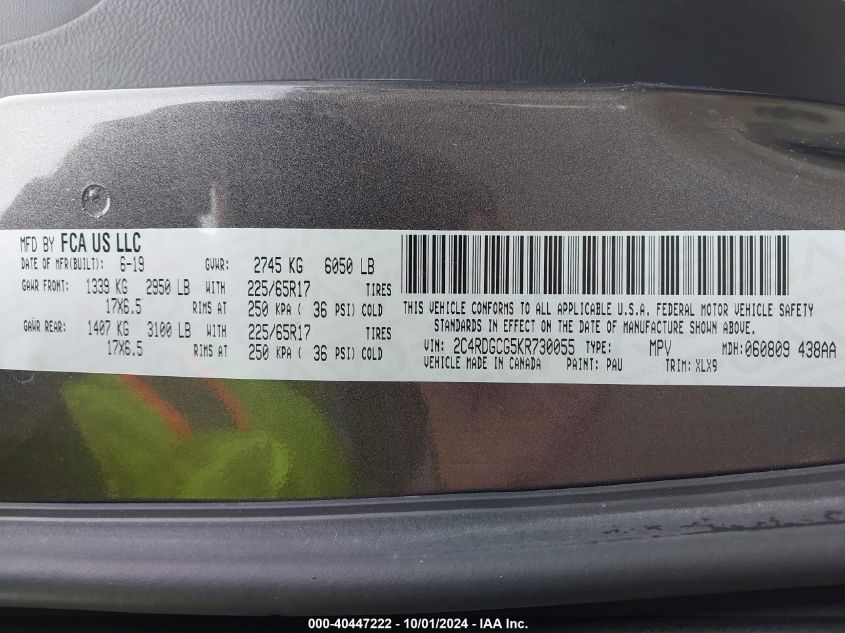 MFD BY FCA US LLC
DATE OF MFR(BUILT): 6-19 GVWR: 2745 KG 6050 LB
GAWR FRONT: 1339 KG 2950 LB WITH 225/65R17 TIRES
17X6.5 RIMS AT 250 KPA ( 36 PSI) COLD
GAWR REAR: 1407 KG 3100 LB WITH 225/65R17 TIRES
17X6.5 RIMS AT 250 KPA ( 36 PSI) COLD
THIS VEHICLE CONFORMS TO ALL APPLICABLE U.S.A. FEDERAL MOTOR VEHICLE SAFETY
STANDARDS IN EFFECT ON THE DATE OF MANUFACTURE SHOWN ABOVE.
VIN: 2C4RDGCG5KR730055 TYPE: MPV MDH: 060809 438AA
VEHICLE MADE IN CANADA PAINT: PAU TRIM: XLX9
000-40447222 - 10/01/2024 - IAA Inc.